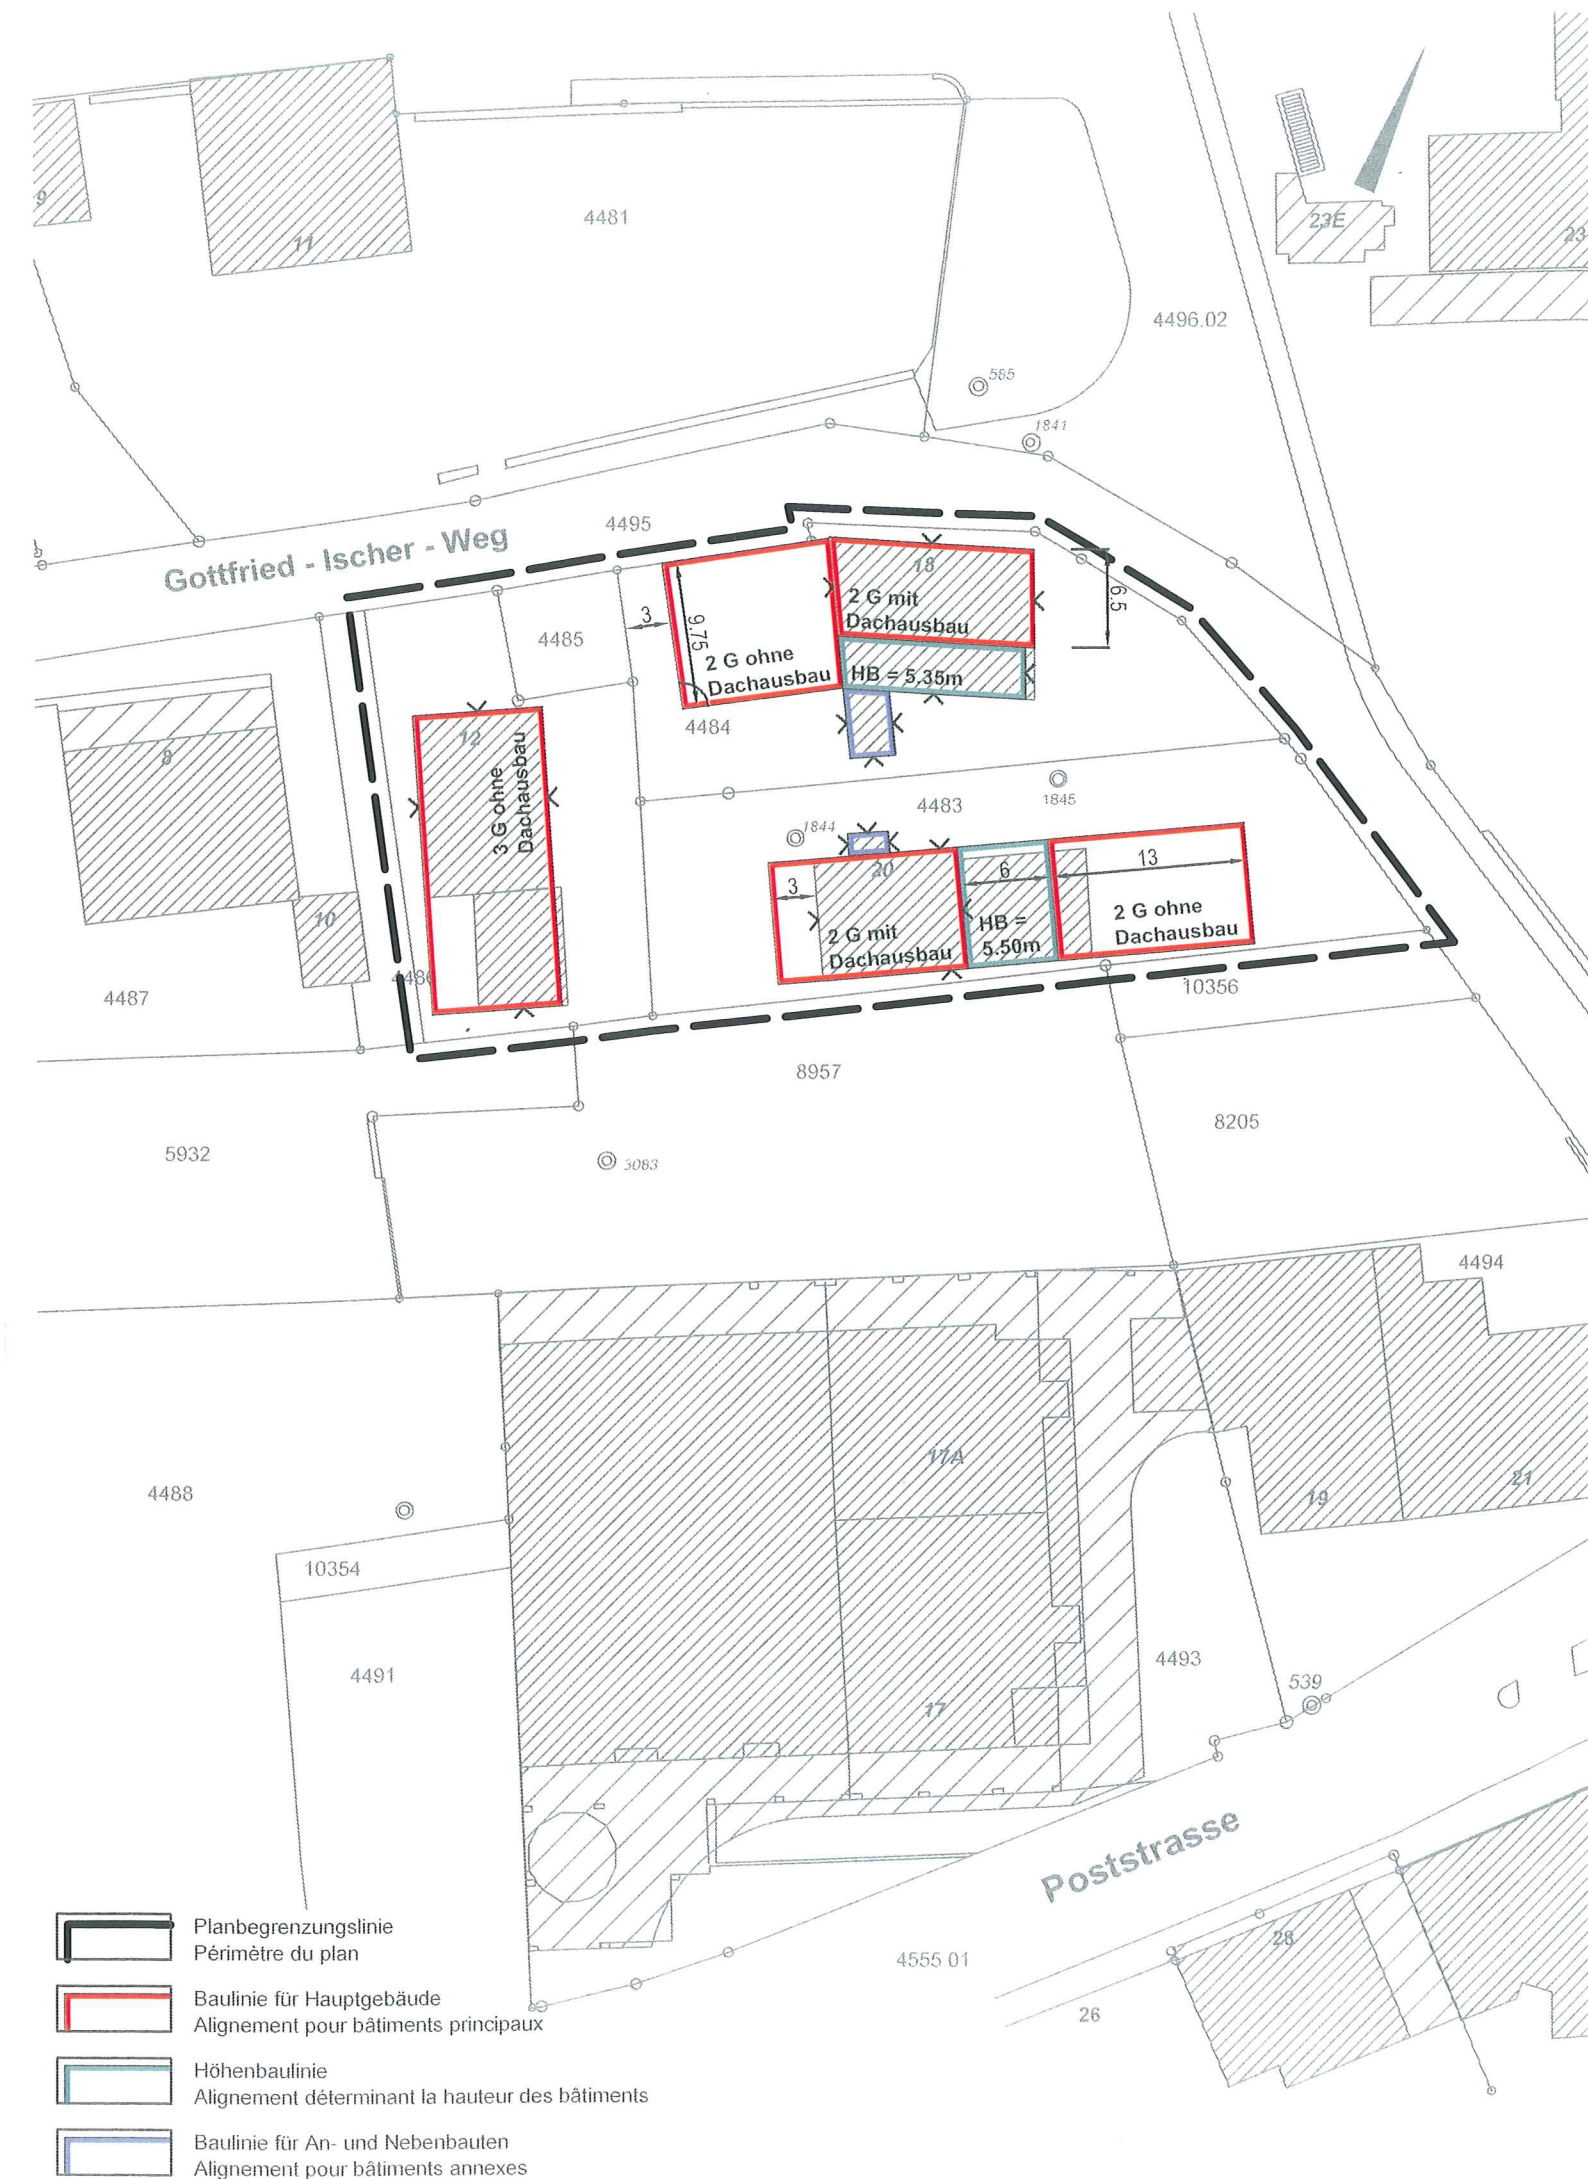 9
11
4481
23E
23
4496.02
585
1841
4495
Gottfried - Ischer - Weg
18
6.5
2 G mit
Dachausbau
3
9.75
4485
2 G ohne
Dachausbau
HB = 5.35m
4484
12
8
3 G ohne
Dachausbau
4483
1845
1844
20
3
6
13
2 G mit
Dachausbau
HB =
5.50m
2 G ohne
Dachausbau
10
4486
4487
10356
8957
8205
5932
3083
4494
17A
4488
19
21
10354
4491
4493
539
17
Poststrasse
4555 01
28
26
Planbegrenzungslinie
Périmètre du plan
Baulinie für Hauptgebäude
Alignement pour bâtiments principaux
Höhenbaulinie
Alignement déterminant la hauteur des bâtiments
Baulinie für An- und Nebenbauten
Alignement pour bâtiments annexes